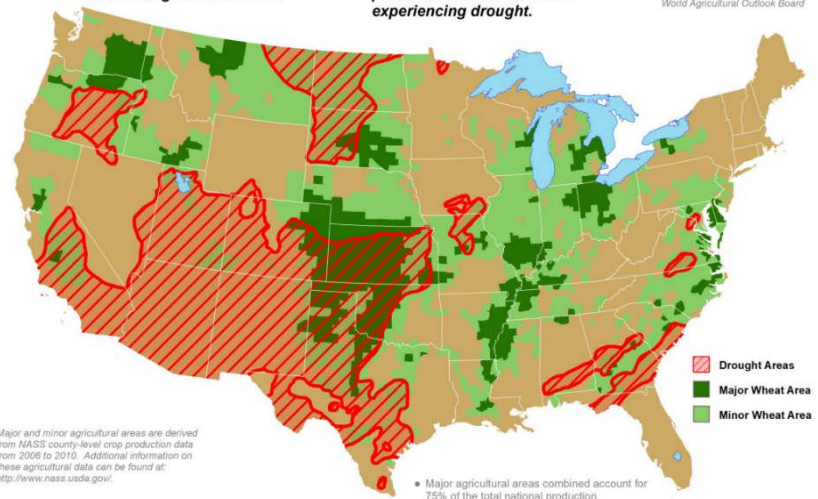 experiencing drought.
World Agricultural Outlook Board
Drought Areas
Major Wheat Area
Minor Wheat Area
Major and minor agricultural areas are derived
from NASS county-level crop production data
from 2006 to 2010. Additional information on
these agricultural data can be found at:
http://www.nass.usda.gov/.
● Major agricultural areas combined account for
75% of the total national production.